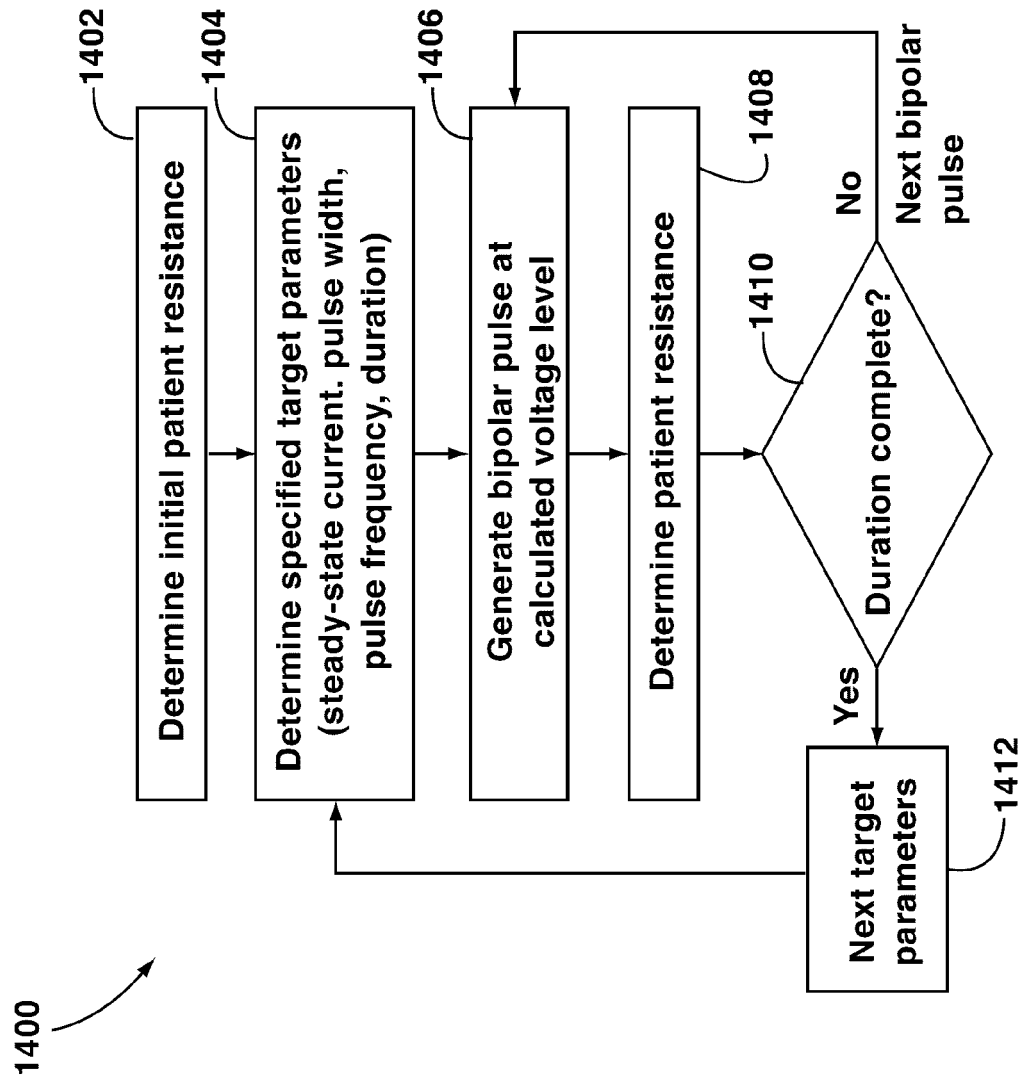 1400
1402
Determine initial patient resistance
1404
Determine specified target parameters
(steady-state current. pulse width,
pulse frequency, duration)
1406
Generate bipolar pulse at
calculated voltage level
Determine patient resistance
1408
1410
Duration complete?
Yes
No
Next bipolar
pulse
Next target
parameters
1412